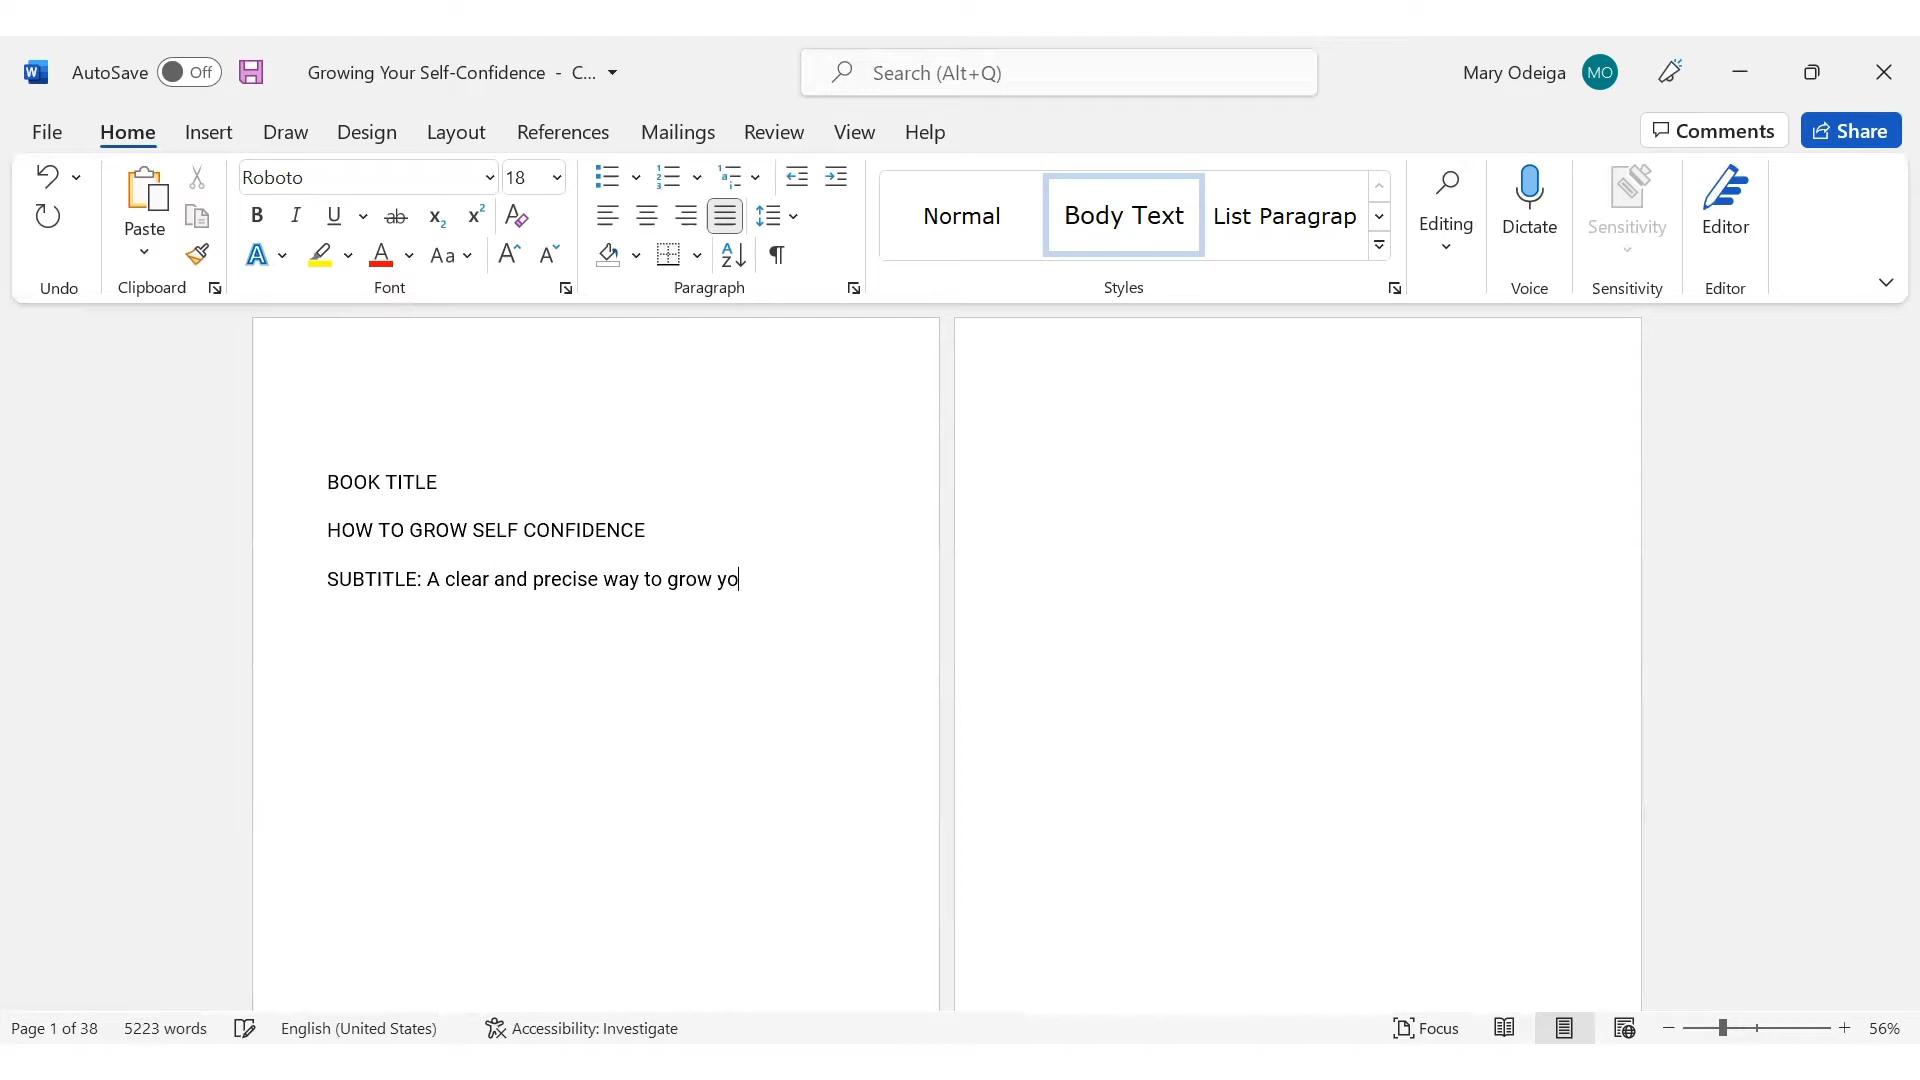 AutoSave Off Growing Your Self-Confidence - C... Search (Alt+Q) Mary Odeiga MO
File Home Insert Draw Design Layout References Mailings Review View Help Comments Share
Roboto 18
Paste
Normal Body Text List Paragrap
Editing Dictate Sensitivity Editor
Undo Clipboard Font Paragraph Styles Voice Sensitivity Editor
BOOK TITLE
HOW TO GROW SELF CONFIDENCE
SUBTITLE: A clear and precise way to grow yo
Page 1 of 38 5223 words English (United States) Accessibility: Investigate Focus 56%